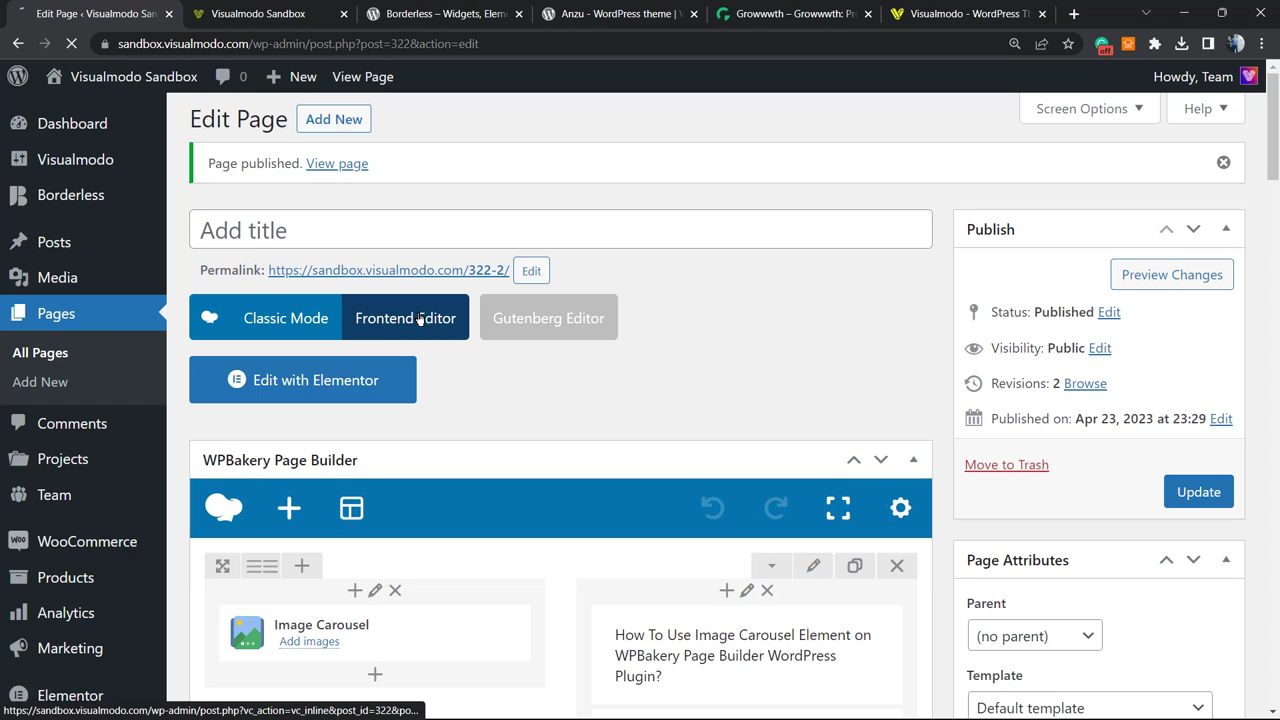 Edit Page ‹ Visualmodo San
Visualmodo Sandbox
Borderless – Widgets, Elem
Anzu - WordPress theme | V
Growwth – Growwth: Pr
Visualmodo - WordPress Th
sandbox.visualmodo.com/wp-admin/post.php?post=322&action=edit
off
Visualmodo Sandbox
0
New
View Page
Howdy, Team
Dashboard
Visualmodo
Borderless
Posts
Media
Pages
All Pages
Add New
Comments
Projects
Team
WooCommerce
Products
Analytics
Marketing
Elementor
Edit Page
Add New
Screen Options
Help
Page published. View page
Add title
Permalink: https://sandbox.visualmodo.com/322-2/ Edit
Classic Mode
Frontend Editor
Gutenberg Editor
Edit with Elementor
WPBakery Page Builder
Image Carousel
Add images
How To Use Image Carousel Element on
WPBakery Page Builder WordPress
Plugin?
Publish
Preview Changes
Status: Published Edit
Visibility: Public Edit
Revisions: 2 Browse
Published on: Apr 23, 2023 at 23:29 Edit
Move to Trash
Update
Page Attributes
Parent
(no parent)
Template
Default template
https://sandbox.visualmodo.com/wp-admin/post.php?vc_action=vc_inline&post_id=322&po...